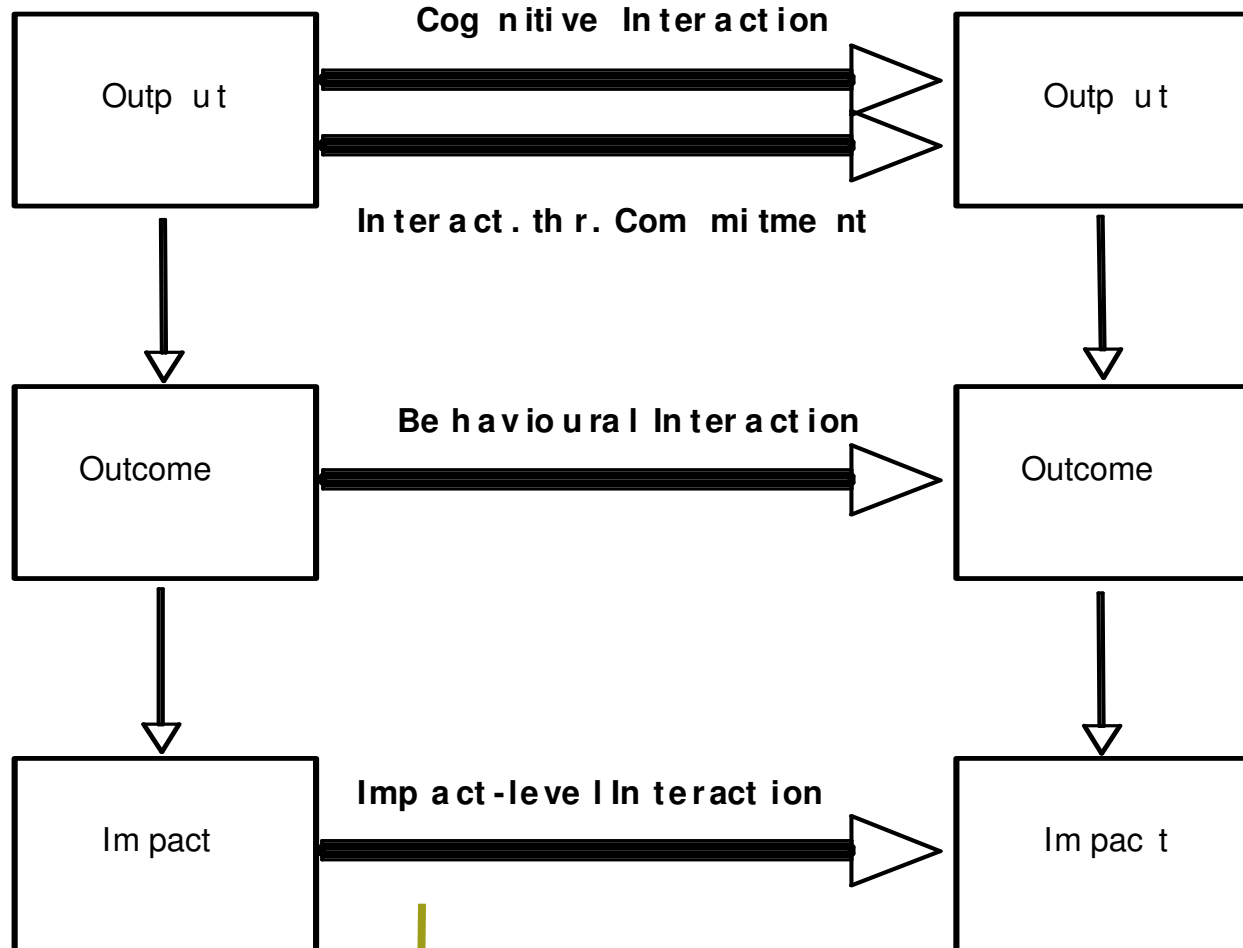 Cognitive Interaction
Output
Output
Interact. thr. Commitment
Behavioural Interaction
Outcome
Outcome
Impact-level Interaction
Impact
Impact